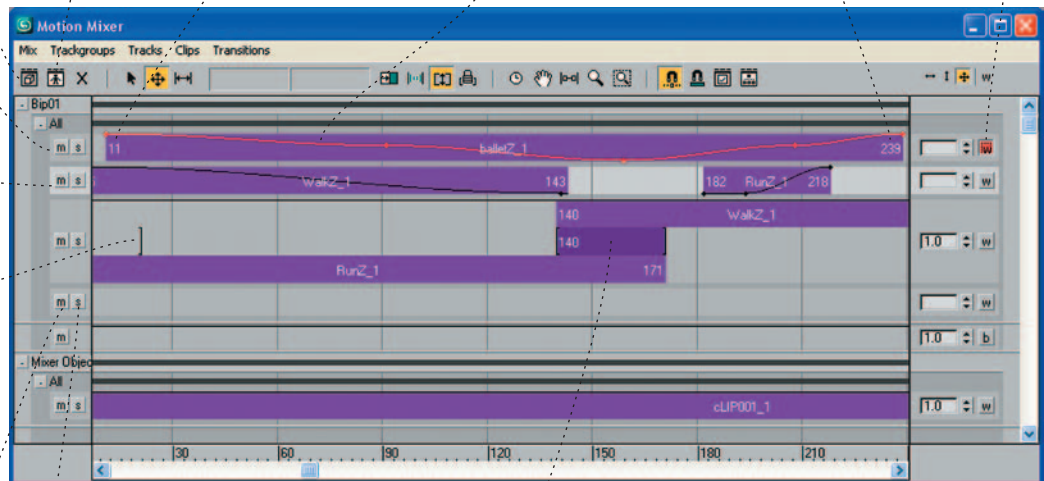 Motion Mixer
Mix Trackgroups Tracks Clips Transitions
w
Bip01
All
m s 11 balletZ_1 239 w
m s WalkZ_1 143 182 RunZ_1 218 w
140 WalkZ_1
m s 140 1.0 w
RunZ_1 171
m s w
m 1.0 b
Mixer Objec
All
m s cLIP001_1 1.0 w
30 60 90 120 150 180 210